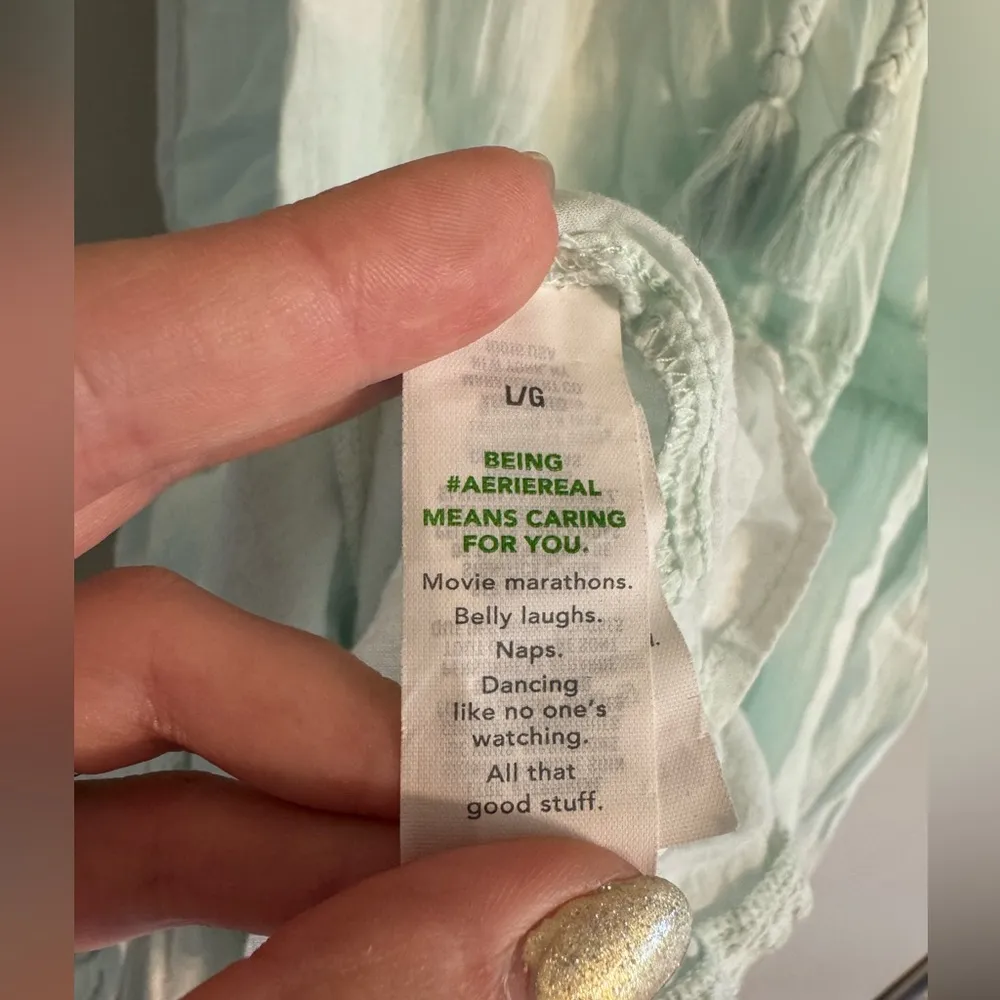 L/G
BEING
#AERIEREAL
MEANS CARING
FOR YOU.
Movie marathons.
Belly laughs.
Naps.
Dancing
like no one's
watching.
All that
good stuff.